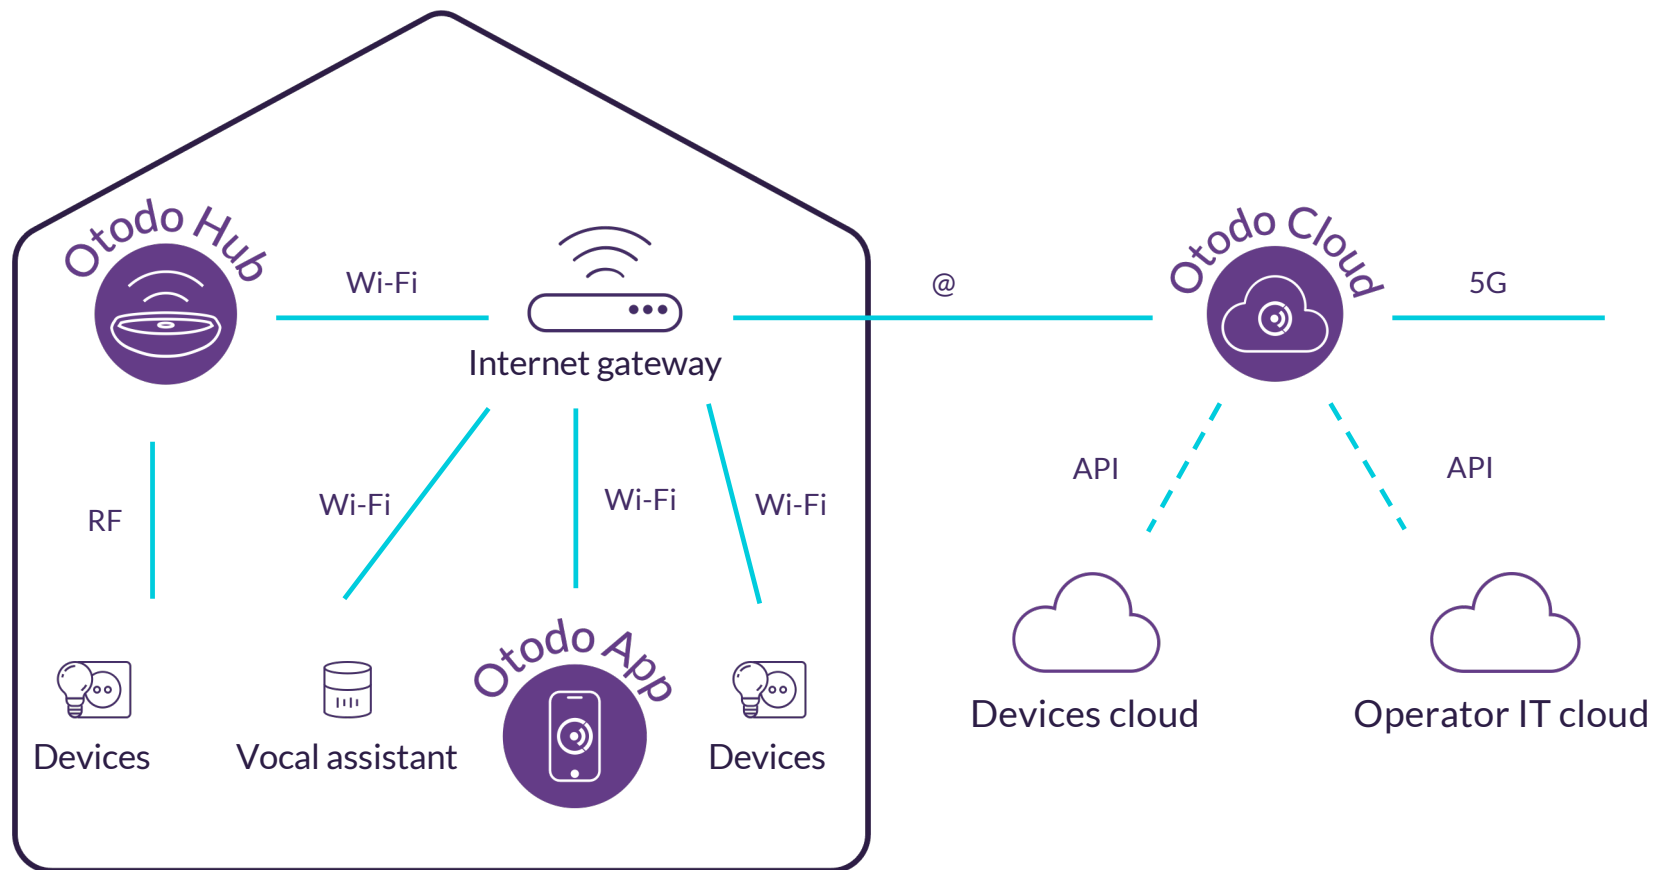 Otodo Hub
Wi-Fi
Internet gateway
@
Otodo Cloud
5G
RF
Wi-Fi
Wi-Fi
Wi-Fi
API
API
Devices
Vocal assistant
Otodo App
Devices
Devices cloud
Operator IT cloud